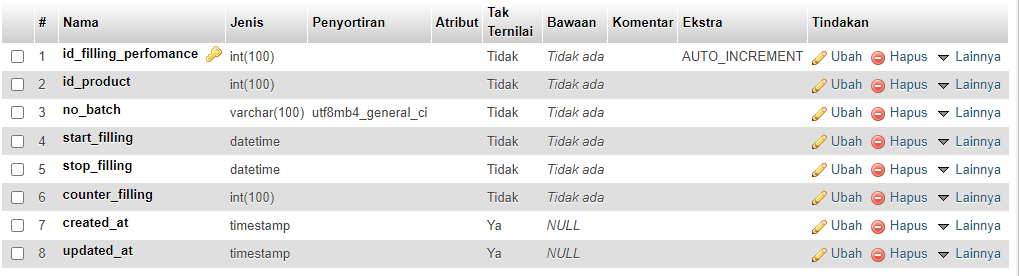 # Nama Jenis Penyortiran Atribut Tak Ternilai Bawaan Komentar Ekstra Tindakan
1 id_filling_perfomance int(100) Tidak Tidak ada AUTO_INCREMENT Ubah Hapus Lainnya
2 id_product int(100) Tidak Tidak ada Ubah Hapus Lainnya
3 no_batch varchar(100) utf8mb4_general_ci Tidak Tidak ada Ubah Hapus Lainnya
4 start_filling datetime Tidak Tidak ada Ubah Hapus Lainnya
5 stop_filling datetime Tidak Tidak ada Ubah Hapus Lainnya
6 counter_filling int(100) Tidak Tidak ada Ubah Hapus Lainnya
7 created_at timestamp Ya NULL Ubah Hapus Lainnya
8 updated_at timestamp Ya NULL Ubah Hapus Lainnya